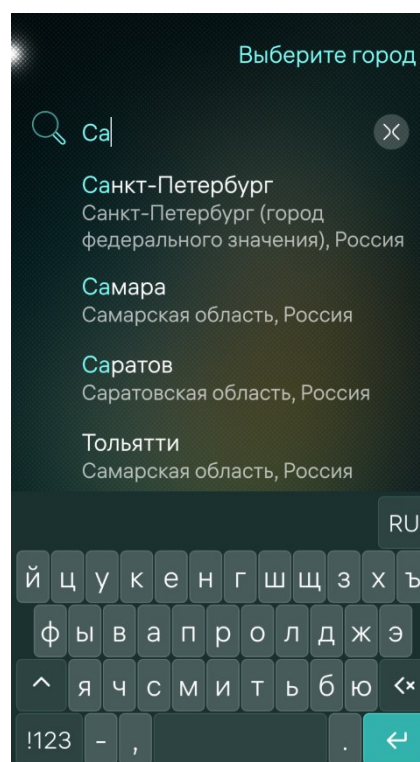 Выберите город
Са
Санкт-Петербург
Санкт-Петербург (город
федерального значения), Россия
Самара
Самарская область, Россия
Саратов
Саратовская область, Россия
Тольятти
Самарская область, Россия
RU
й ц у к е н г ш щ з х ъ
ф ы в а п р о л д ж э
я ч с м и т ь б ю
!123 - , .